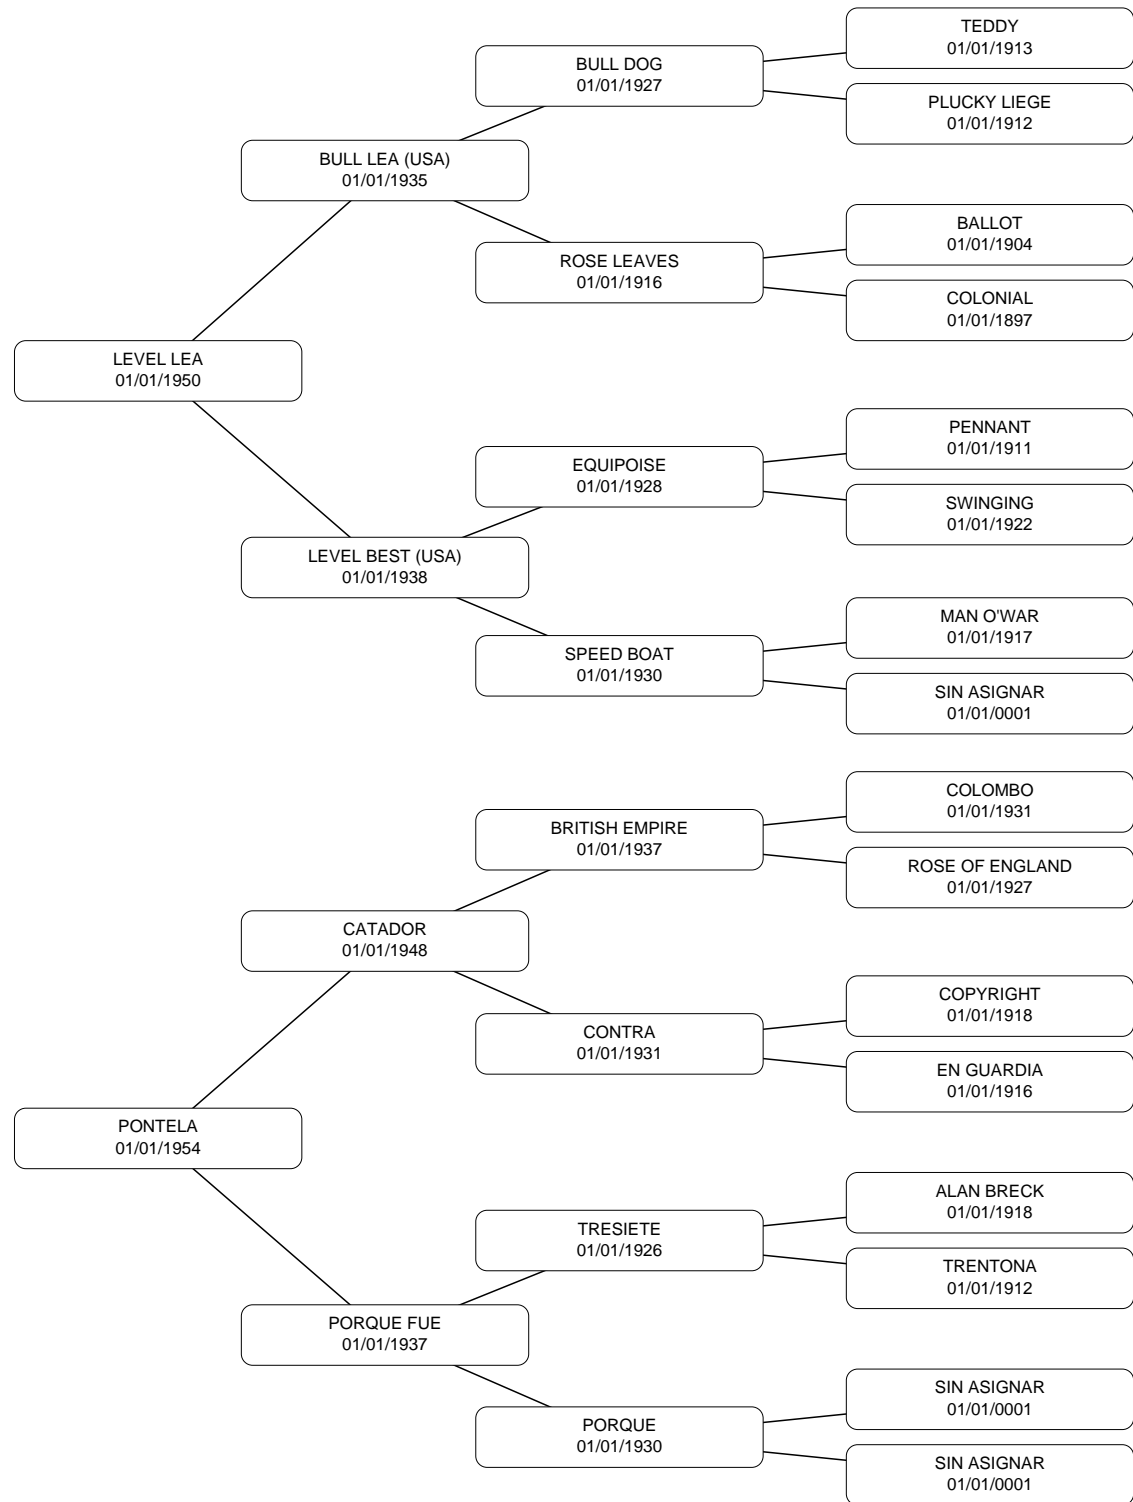 TEDDY
01/01/1913
BULL DOG
01/01/1927
PLUCKY LIEGE
01/01/1912
BULL LEA (USA)
01/01/1935
BALLOT
01/01/1904
ROSE LEAVES
01/01/1916
COLONIAL
01/01/1897
LEVEL LEA
01/01/1950
PENNANT
01/01/1911
EQUIPOISE
01/01/1928
SWINGING
01/01/1922
LEVEL BEST (USA)
01/01/1938
MAN O'WAR
01/01/1917
SPEED BOAT
01/01/1930
SIN ASIGNAR
01/01/0001
COLOMBO
01/01/1931
BRITISH EMPIRE
01/01/1937
ROSE OF ENGLAND
01/01/1927
CATADOR
01/01/1948
COPYRIGHT
01/01/1918
CONTRA
01/01/1931
EN GUARDIA
01/01/1916
PONTELA
01/01/1954
ALAN BRECK
01/01/1918
TRESIETE
01/01/1926
TRENTONA
01/01/1912
PORQUE FUE
01/01/1937
SIN ASIGNAR
01/01/0001
PORQUE
01/01/1930
SIN ASIGNAR
01/01/0001